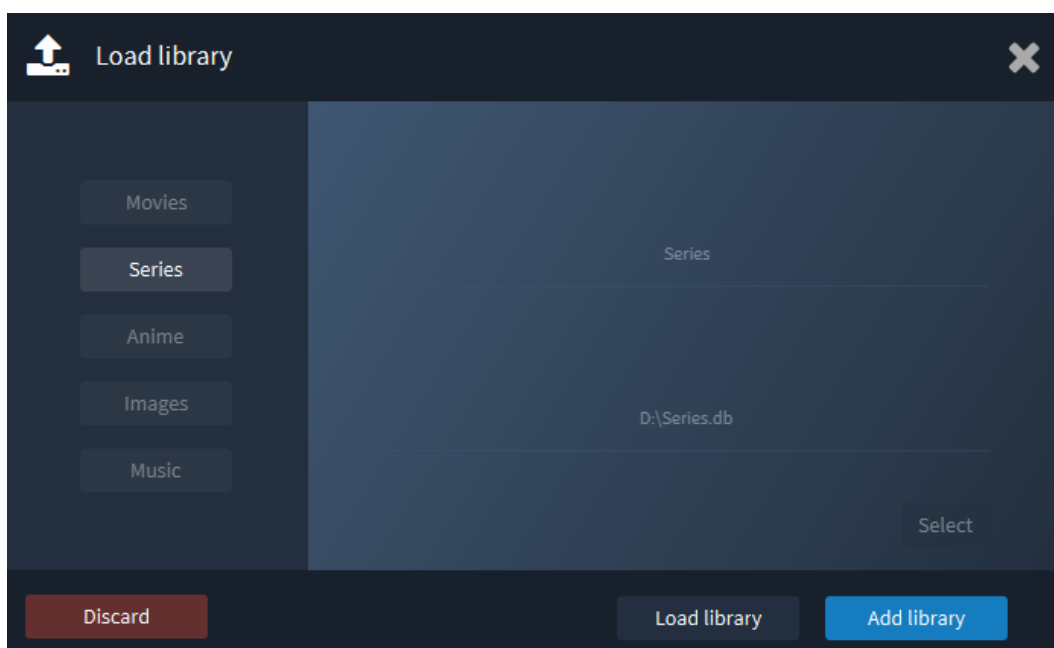 Load library
Movies
Series
Anime
Images
Music
Series
D:\Series.db
Select
Discard
Load library
Add library